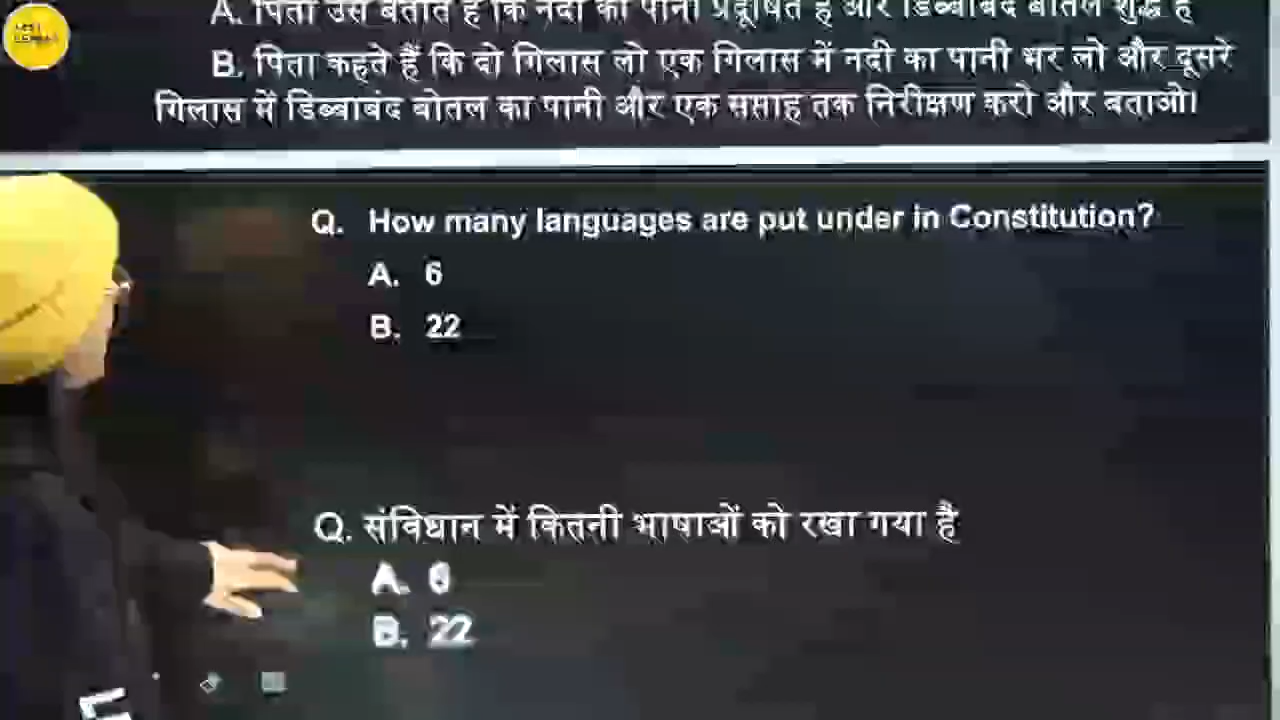 A. पिता उसे बताते हैं कि नदी का पानी प्रदूषित है और डिब्बाबंद बोतल शुद्ध है
B. पिता कहते हैं कि दो गिलास लो एक गिलास में नदी का पानी भर लो और दूसरे
गिलास में डिब्बाबंद बोतल का पानी और एक सप्ताह तक निरीक्षण करो और बताओ।
Q. How many languages are put under in Constitution?
A. 6
B. 22
Q. संविधान में कितनी भाषाओं को रखा गया है
A. 6
B. 22